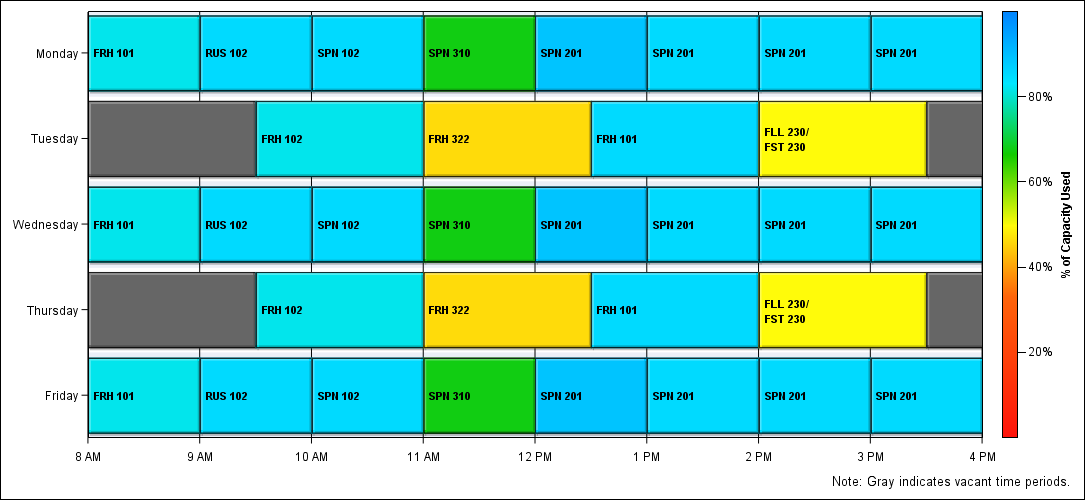 Monday
FRH 101
RUS 102
SPN 102
SPN 310
SPN 201
SPN 201
SPN 201
SPN 201
Tuesday
FRH 102
FRH 322
FRH 101
FLL 230/
FST 230
Wednesday
FRH 101
RUS 102
SPN 102
SPN 310
SPN 201
SPN 201
SPN 201
SPN 201
Thursday
FRH 102
FRH 322
FRH 101
FLL 230/
FST 230
Friday
FRH 101
RUS 102
SPN 102
SPN 310
SPN 201
SPN 201
SPN 201
SPN 201
8 AM
9 AM
10 AM
11 AM
12 PM
1 PM
2 PM
3 PM
4 PM
80%
60%
40%
20%
% of Capacity Used
Note: Gray indicates vacant time periods.